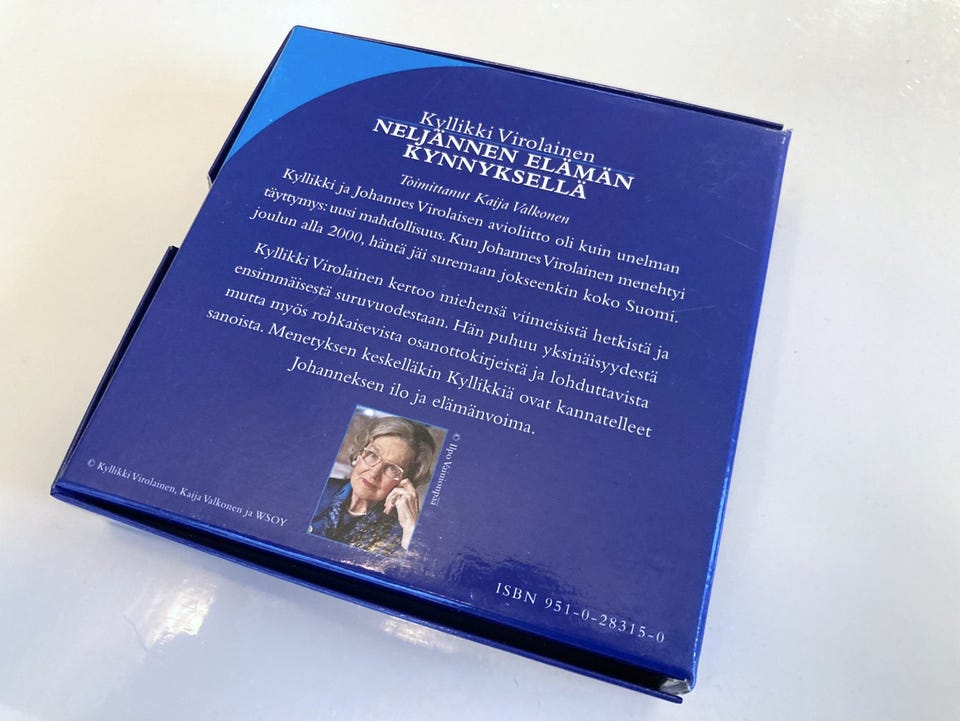 Kyllikki Virolainen
NELJÄNNEN ELÄMÄN
KYNNYKSELLÄ
Toimittanut Kaija Valkonen
Kyllikki ja Johannes Virolaisen avioliitto oli kuin unelman
täyttymys: uusi mahdollisuus. Kun Johannes Virolainen menehtyi
joulun alla 2000, häntä jäi suremaan jokseenkin koko Suomi.
Kyllikki Virolainen kertoo miehensä viimeisistä hetkistä ja
ensimmäisestä suruvuodestaan. Hän puhuu yksinäisyydestä
mutta myös rohkaisevista osanottokirjeistä ja lohduttavista
sanoista. Menetyksen keskelläkin Kyllikkiä ovat kannatelleet
Johanneksen ilo ja elämänvoima.
© Ilpo Vainionpää
© Kyllikki Virolainen, Kaija Valkonen ja WSOY
ISBN 951-0-28315-0